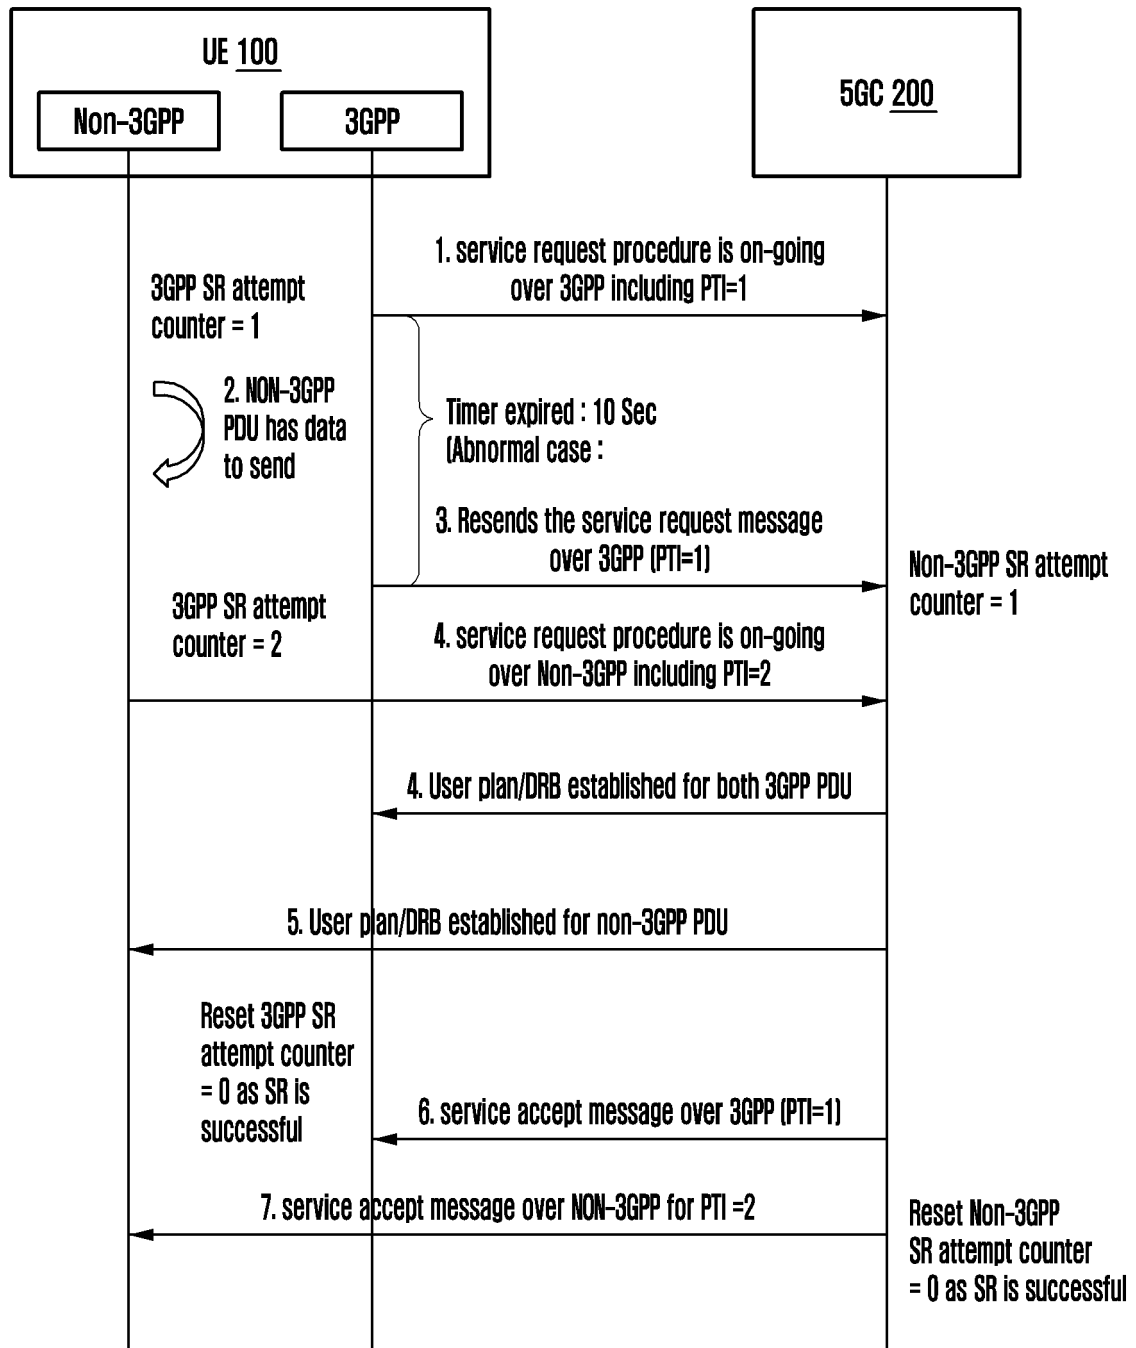 UE 100
Non-3GPP
3GPP
5GC 200
1. service request procedure is on-going
over 3GPP including PTI=1
3GPP SR attempt
counter = 1
2. NON-3GPP
PDU has data
to send
Timer expired : 10 Sec
(Abnormal case :
3. Resends the service request message
over 3GPP (PTI=1)
Non-3GPP SR attempt
counter = 1
3GPP SR attempt
counter = 2
4. service request procedure is on-going
over Non-3GPP including PTI=2
4. User plan/DRB established for both 3GPP PDU
5. User plan/DRB established for non-3GPP PDU
Reset 3GPP SR
attempt counter
= 0 as SR is
successful
6. service accept message over 3GPP (PTI=1)
7. service accept message over NON-3GPP for PTI =2
Reset Non-3GPP
SR attempt counter
= 0 as SR is successful